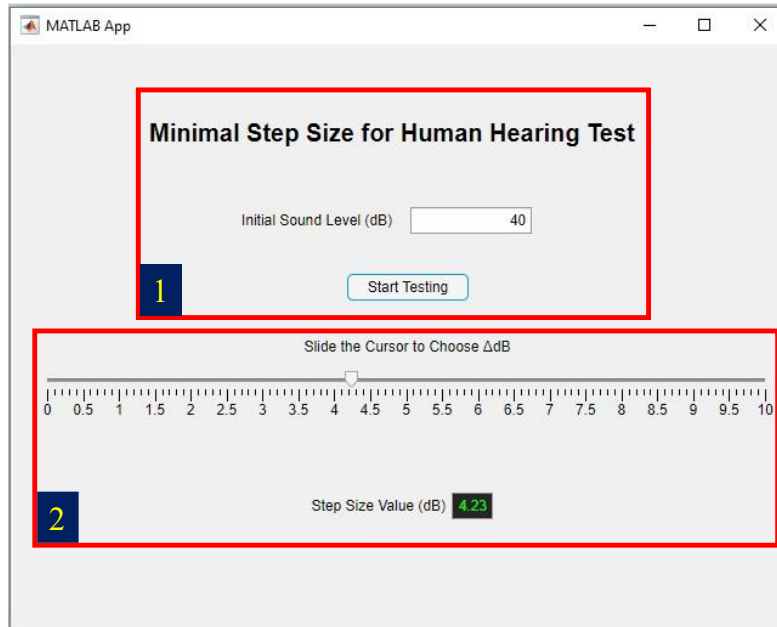 MATLAB App
Minimal Step Size for Human Hearing Test
Initial Sound Level (dB) 40
1
Start Testing
Slide the Cursor to Choose ΔdB
0 0.5 1 1.5 2 2.5 3 3.5 4 4.5 5 5.5 6 6.5 7 7.5 8 8.5 9 9.5 10
Step Size Value (dB) 4.23
2